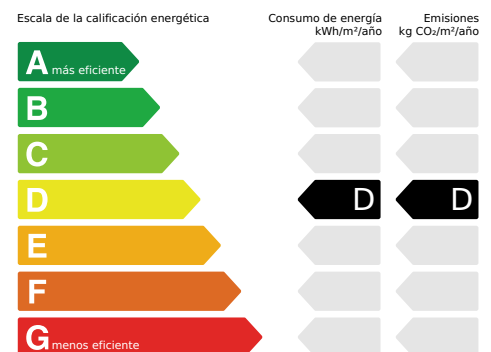 Escala de la calificación energética
Consumo de energía
kWh/m²/año
Emisiones
kg CO₂/m²/año
A más eficiente
B
C
D D D
E
F
G menos eficiente